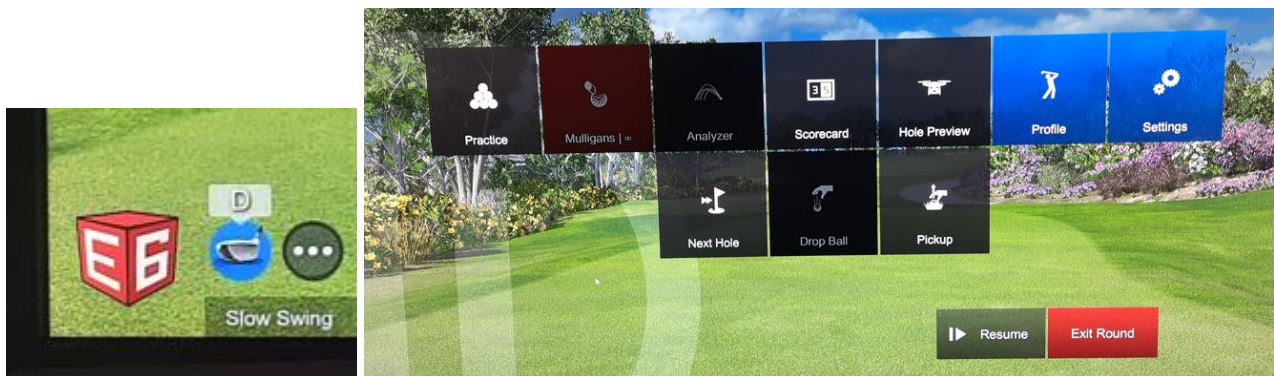 D
E6
Slow Swing
Practice
Mulligans | ∞
Analyzer
35
Scorecard
Hole Preview
Profile
Settings
Next Hole
Drop Ball
Pickup
Resume
Exit Round